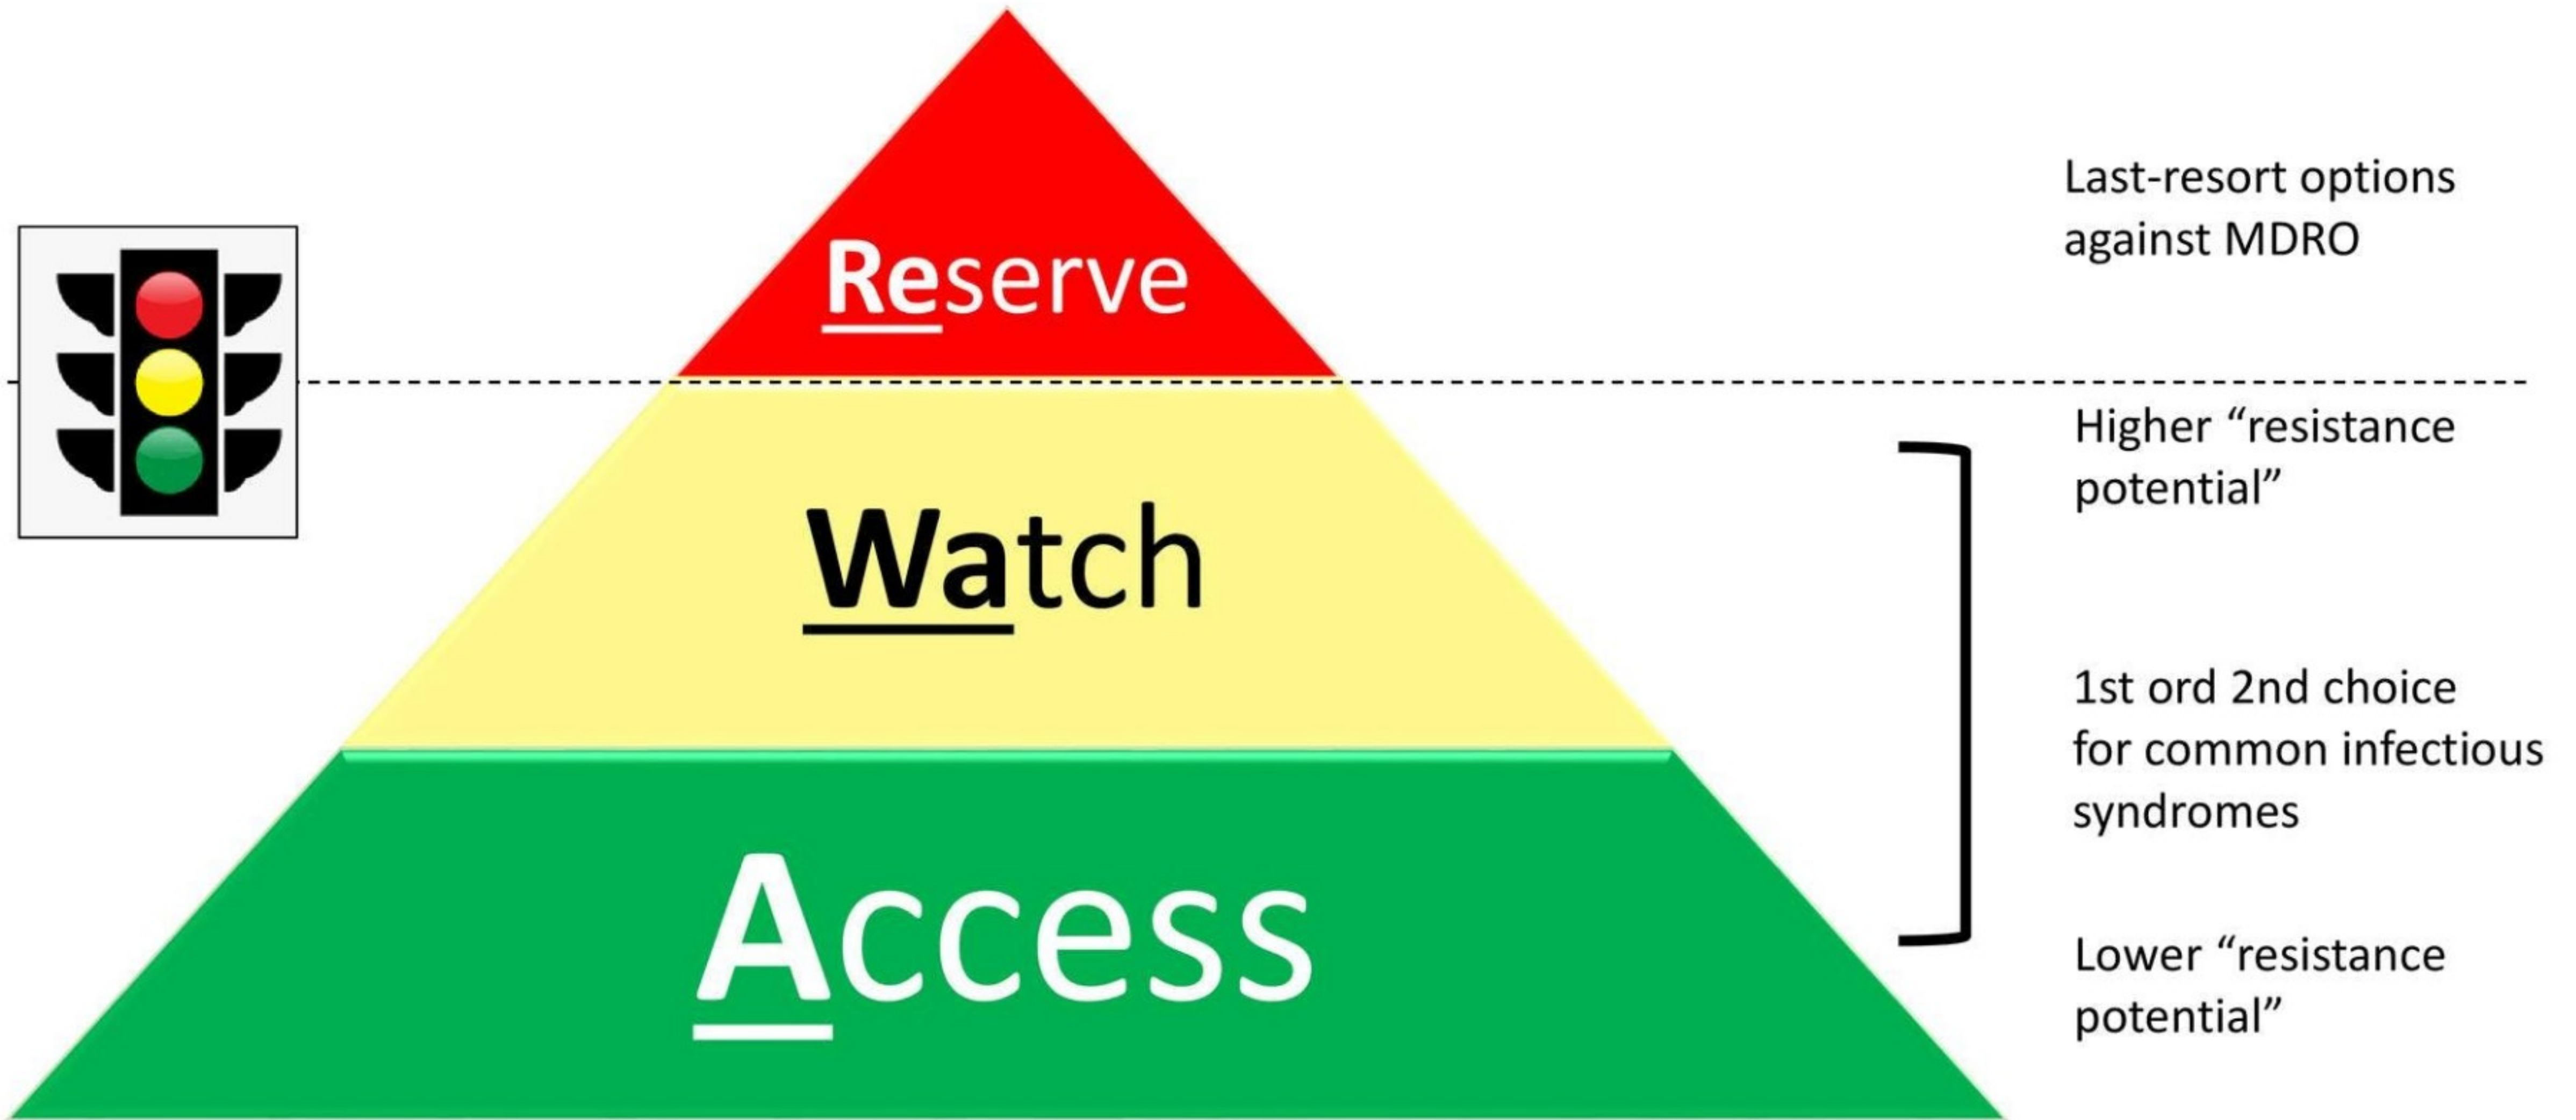 Last-resort options
against MDRO
Reserve
Higher “resistance
potential”
Watch
1st ord 2nd choice
for common infectious
syndromes
Access
Lower “resistance
potential”